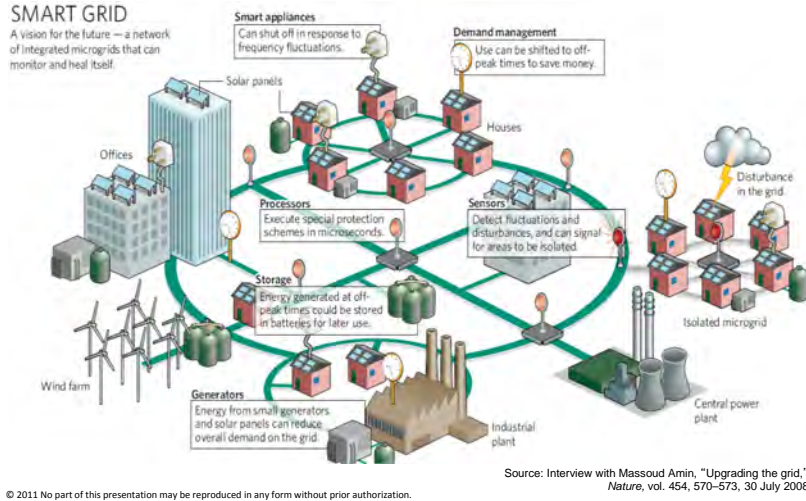 SMART GRID
A vision for the future — a network
of integrated microgrids that can
monitor and heal itself.
Smart appliances
Can shut off in response to
frequency fluctuations.
Demand management
Use can be shifted to off-
peak times to save money.
Solar panels
Houses
Offices
Disturbance
in the grid.
Processors
Execute special protection
schemes in microseconds.
Sensors
Detect fluctuations and
disturbances, and can signal
for areas to be isolated.
Storage
Energy generated at off-
peak times could be stored
in batteries for later use.
Isolated microgrid
Wind farm
Generators
Energy from small generators
and solar panels can reduce
overall demand on the grid.
Industrial
plant
Central power
plant
Source: Interview with Massoud Amin, "Upgrading the grid,"
Nature, vol. 454, 570–573, 30 July 2008
© 2011 No part of this presentation may be reproduced in any form without prior authorization.